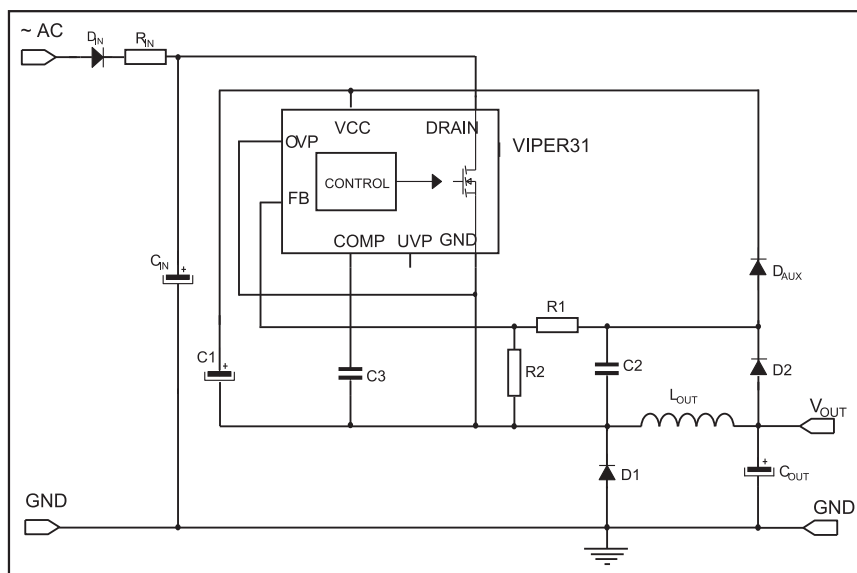 ~ AC
DIN
RIN
VCC
DRAIN
OVP
VIPER31
CONTROL
FB
COMP
UVP
GND
CIN
DAUX
R1
C1
C3
R2
C2
D2
LOUT
VOUT
D1
COUT
GND
GND